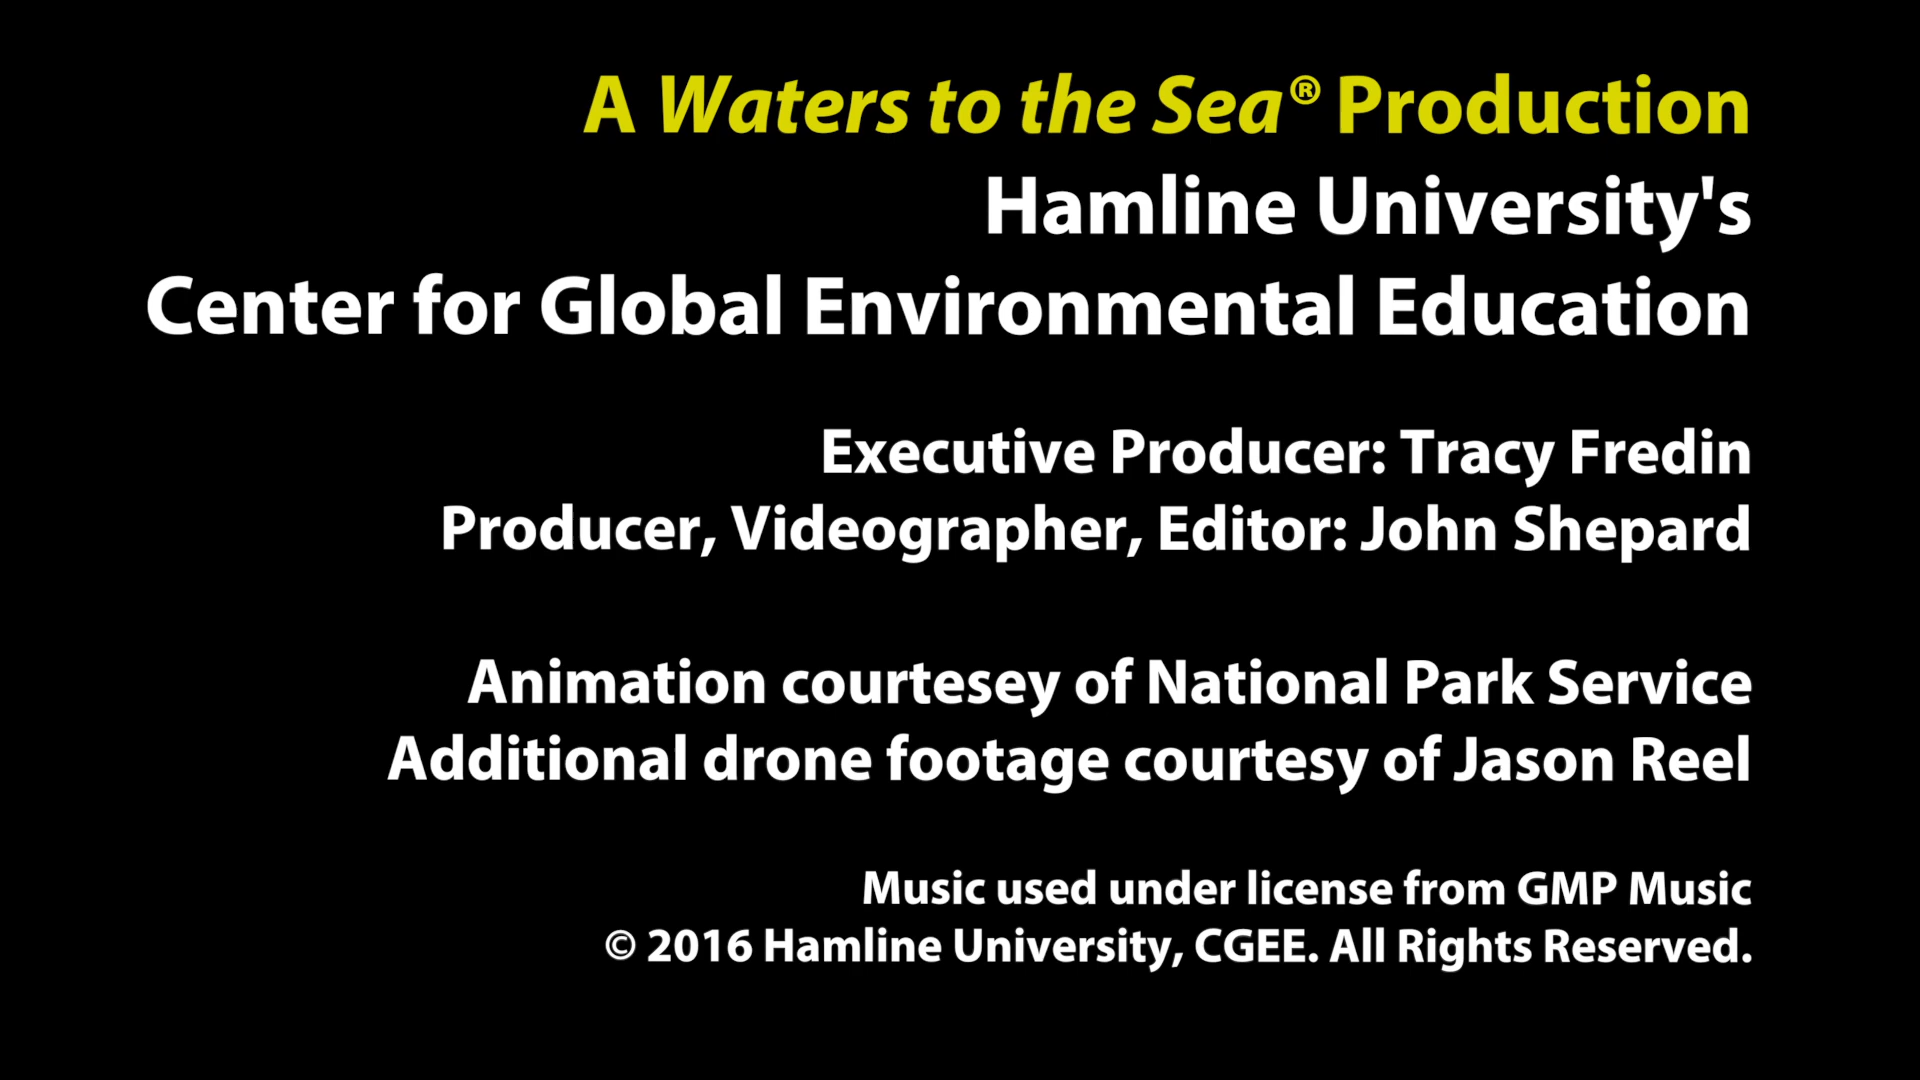 A Waters to the Sea® Production
Hamline University's
Center for Global Environmental Education
Executive Producer: Tracy Fredin
Producer, Videographer, Editor: John Shepard
Animation courtesey of National Park Service
Additional drone footage courtesy of Jason Reel
Music used under license from GMP Music
© 2016 Hamline University, CGEE. All Rights Reserved.